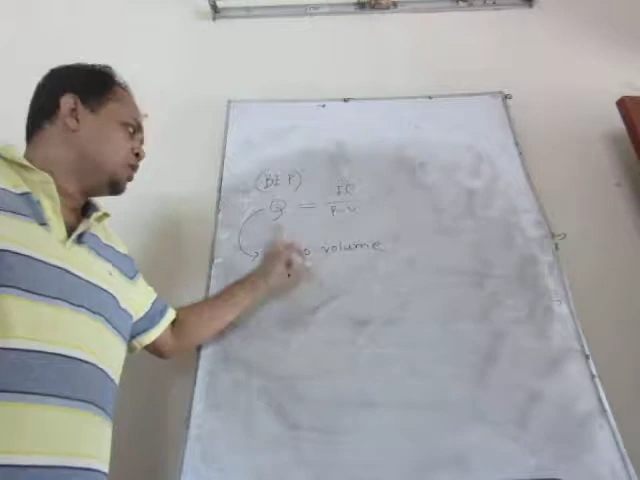 (BEP)
Q = FC / P-V
volume